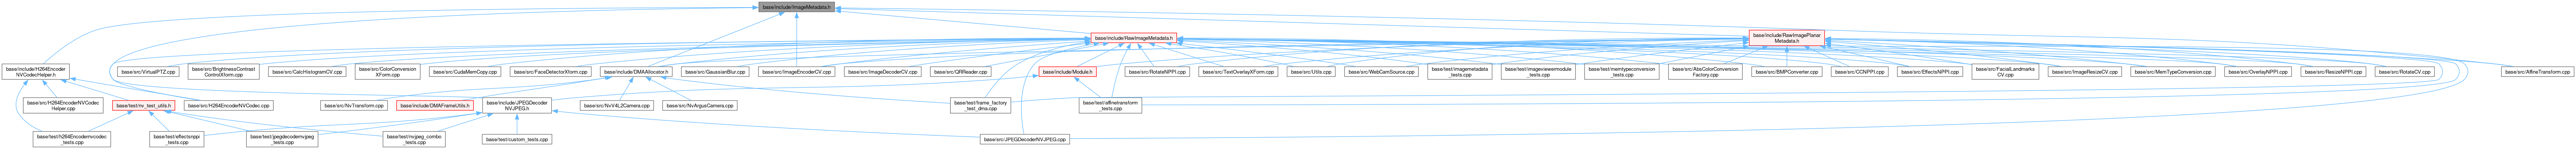 base/include/ImageMetadata.h
base/include/RawImageMetadata.h
base/include/RawImagePlanar
Metadata.h
base/include/H264Encoder
NVCodecHelper.h
base/src/VirtualPTZ.cpp
base/src/BrightnessContrast
ControlXform.cpp
base/src/CalcHistogramCV.cpp
base/src/ColorConversion
XForm.cpp
base/src/CudaMemCopy.cpp
base/src/FaceDetectorXform.cpp
base/include/DMAAllocator.h
base/src/GaussianBlur.cpp
base/src/ImageEncoderCV.cpp
base/src/ImageDecoderCV.cpp
base/src/QRReader.cpp
base/include/Module.h
base/src/RotateNPPI.cpp
base/src/TextOverlayXForm.cpp
base/src/Utils.cpp
base/src/WebCamSource.cpp
base/test/imagemetadata
_tests.cpp
base/test/imageviewermodule
_tests.cpp
base/test/memtypeconversion
_tests.cpp
base/src/AbsColorConversion
Factory.cpp
base/src/BMPConverter.cpp
base/src/CCNPPI.cpp
base/src/EffectsNPPI.cpp
base/src/FacialLandmarks
CV.cpp
base/src/ImageResizeCV.cpp
base/src/MemTypeConversion.cpp
base/src/OverlayNPPI.cpp
base/src/ResizeNPPI.cpp
base/src/RotateCV.cpp
base/src/AffineTransform.cpp
base/src/H264EncoderNVCodec
Helper.cpp
base/test/nv_test_utils.h
base/src/H264EncoderNVCodec.cpp
base/src/NvTransform.cpp
base/include/DMAFrameUtils.h
base/include/JPEGDecoder
NVJPEG.h
base/src/NvV4L2Camera.cpp
base/src/NvArgusCamera.cpp
base/test/frame_factory
_test_dma.cpp
base/test/affinetransform
_tests.cpp
base/test/h264Encodernvcodec
_tests.cpp
base/test/effectsnppi
_tests.cpp
base/test/jpegdecodernvjpeg
_tests.cpp
base/test/nvjpeg_combo
_tests.cpp
base/test/custom_tests.cpp
base/src/JPEGDecoderNVJPEG.cpp